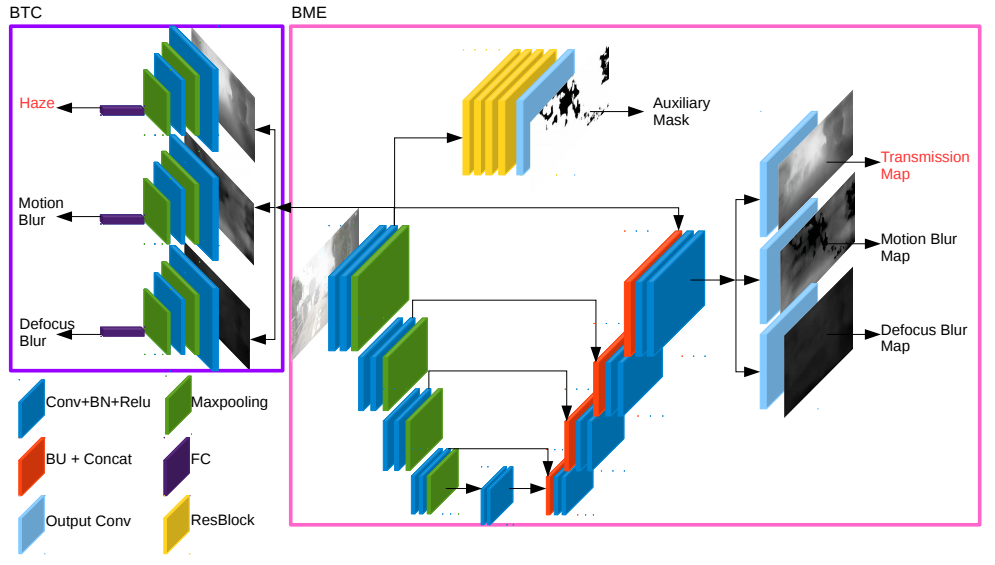 BTC
BME
Haze
Motion
Blur
Defocus
Blur
Auxiliary
Mask
Transmission
Map
Motion Blur
Map
Defocus Blur
Map
Conv+BN+Relu
Maxpooling
BU + Concat
FC
Output Conv
ResBlock